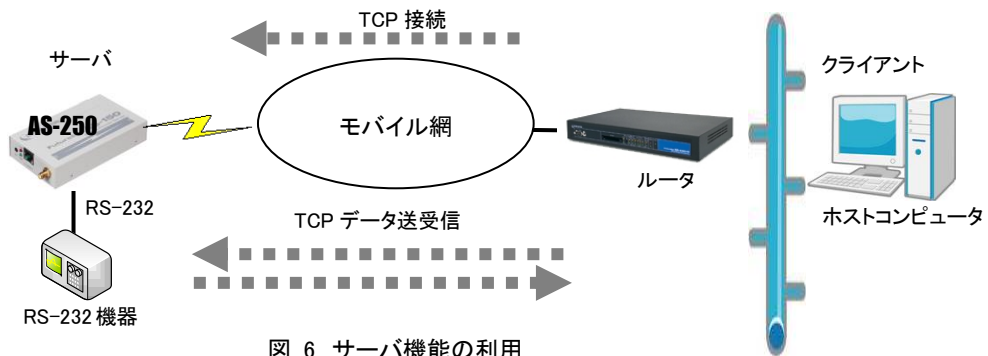 TCP 接続
サーバ
クライアント
AS-250
モバイル網
ルータ
ホストコンピュータ
RS-232
TCP データ送受信
RS-232 機器
図 6 サーバ機能の利用